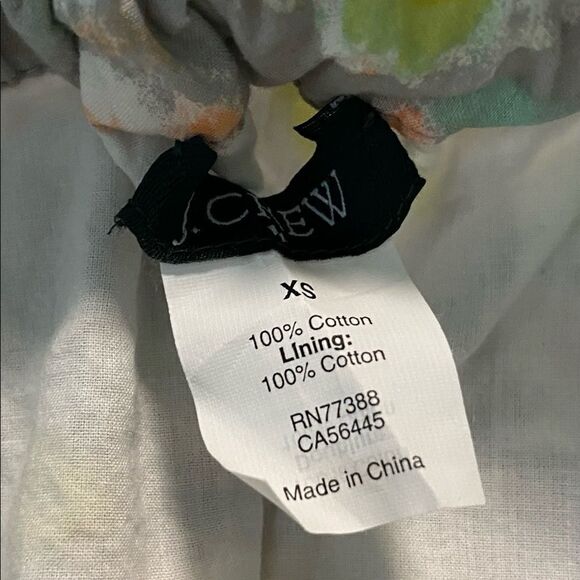 J.CREW
XS
100% Cotton
LIning:
100% Cotton
RN77388
CA56445
Made in China